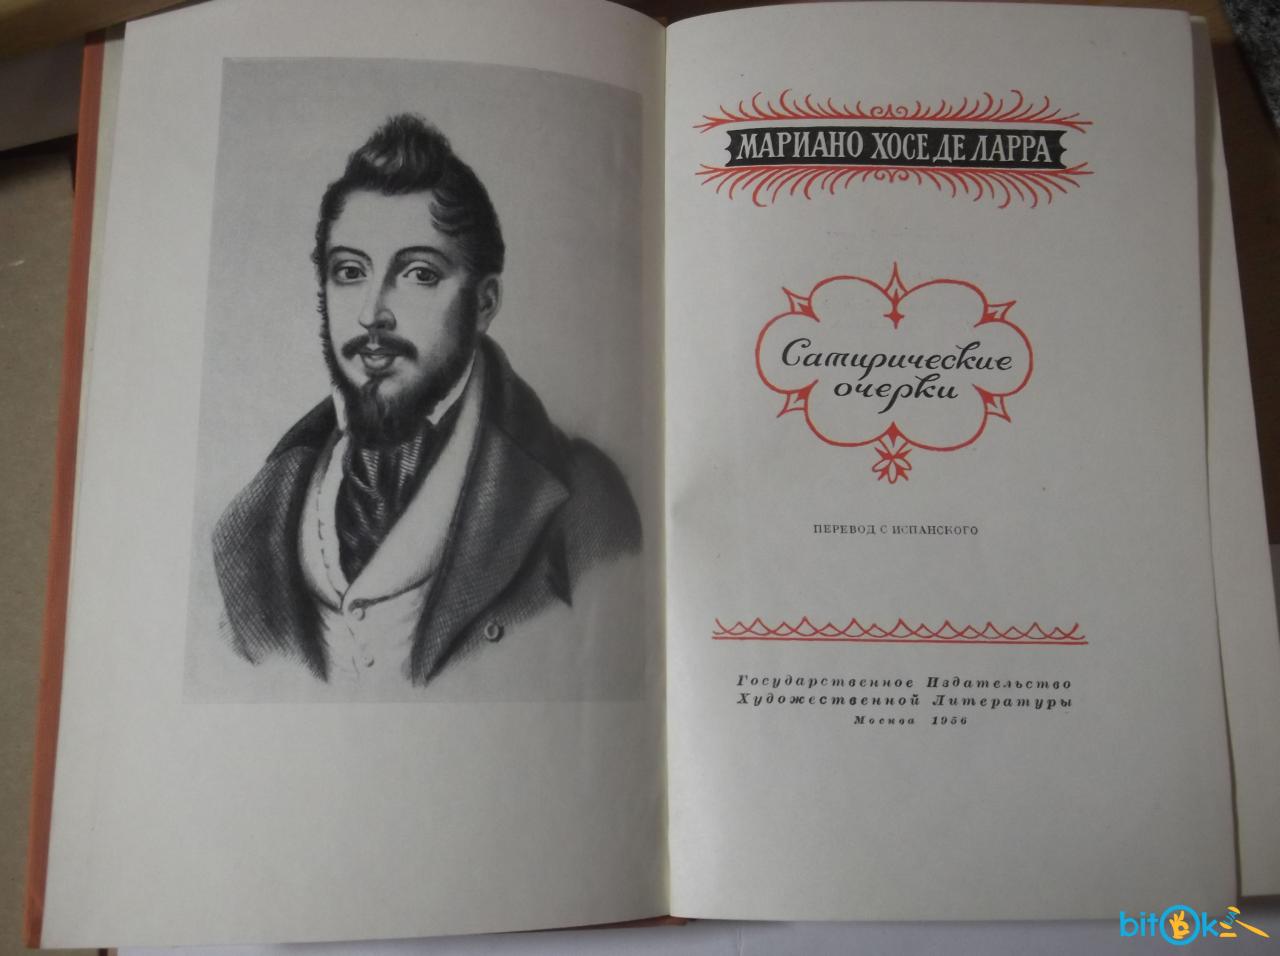 МАРИАНО ХОСЕ ДЕ ЛАРРА
Сатирические
очерки
ПЕРЕВОД С ИСПАНСКОГО
Государственное Издательство
Художественной Литературы
Москва 1956
bitOk